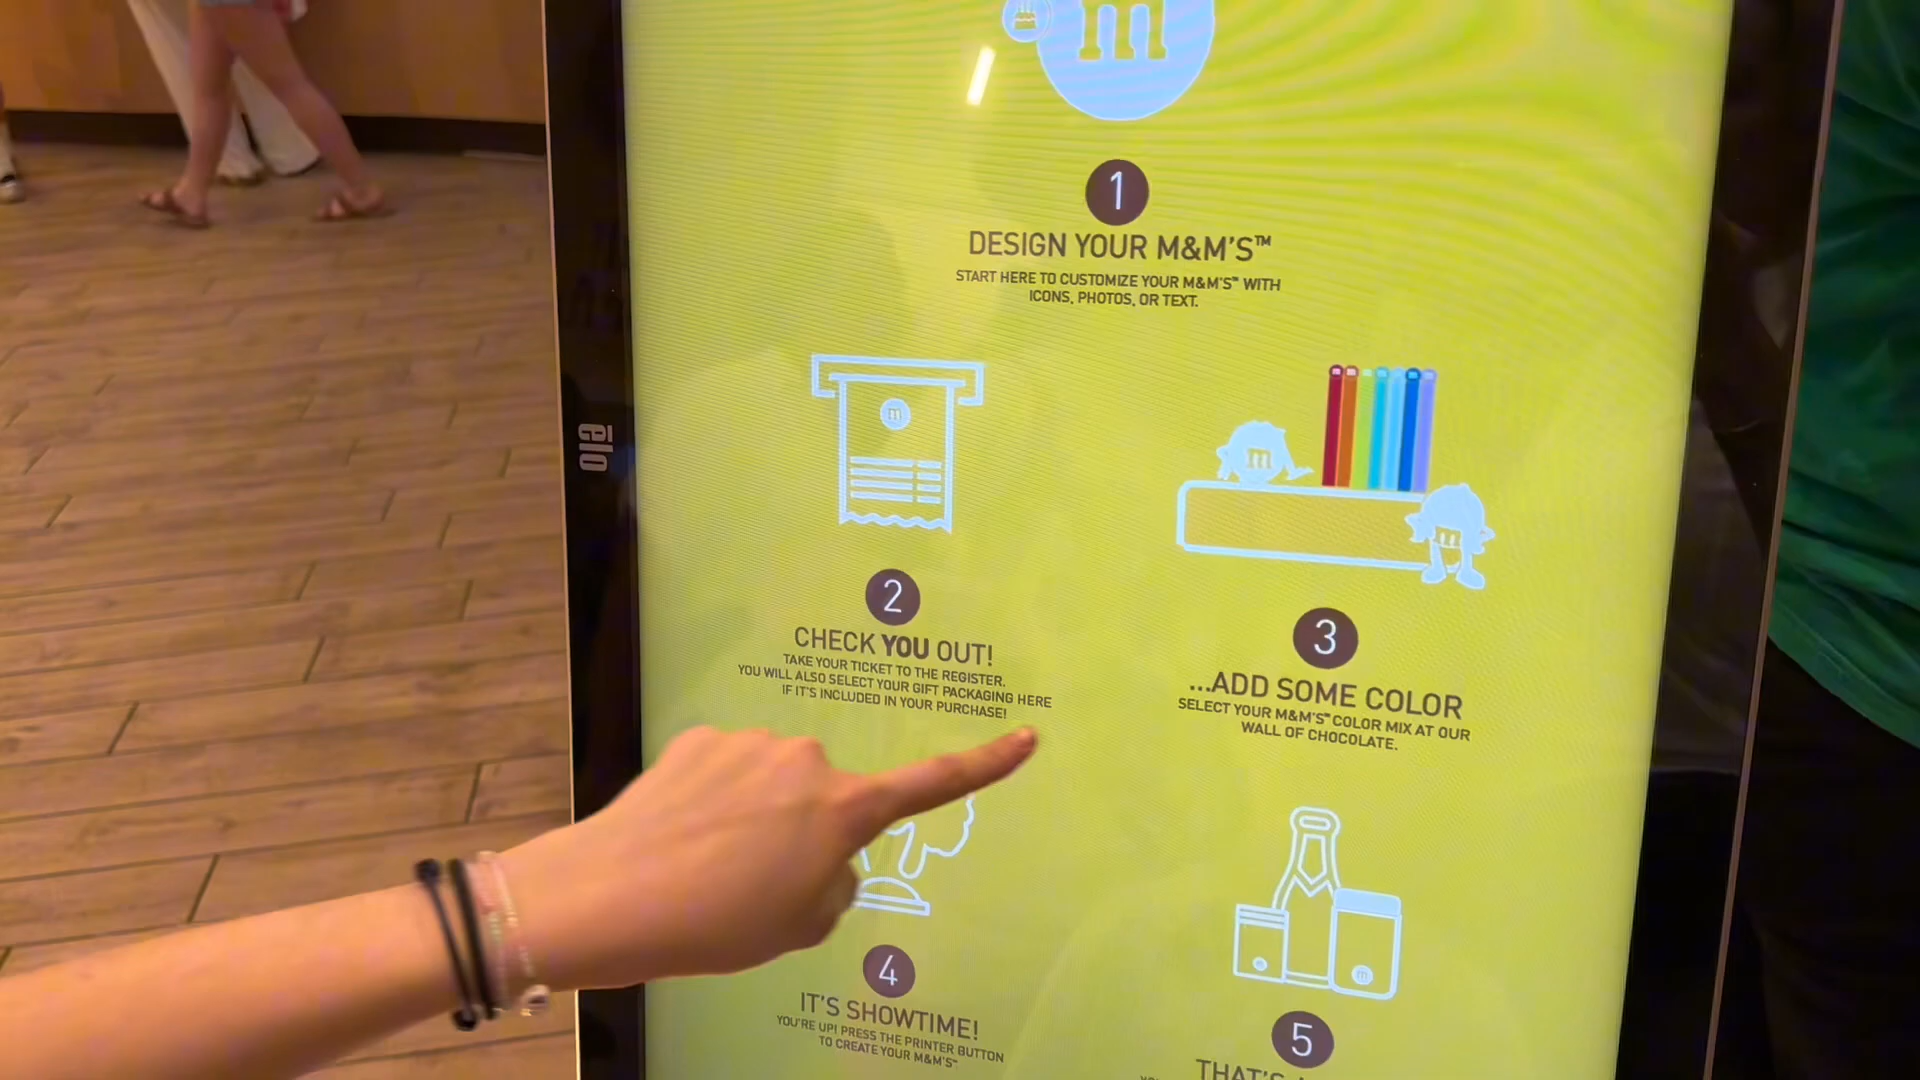 m
1
DESIGN YOUR M&M'S™
START HERE TO CUSTOMIZE YOUR M&M'S™ WITH
ICONS, PHOTOS, OR TEXT.
m
m
m
elo
2
CHECK YOU OUT!
TAKE YOUR TICKET TO THE REGISTER.
YOU WILL ALSO SELECT YOUR GIFT PACKAGING HERE
IF IT'S INCLUDED IN YOUR PURCHASE!
3
...ADD SOME COLOR
SELECT YOUR M&M'S™ COLOR MIX AT OUR
WALL OF CHOCOLATE.
m
4
IT'S SHOWTIME!
YOU'RE UP! PRESS THE PRINTER BUTTON
TO CREATE YOUR M&M'S™
5
THAT'S